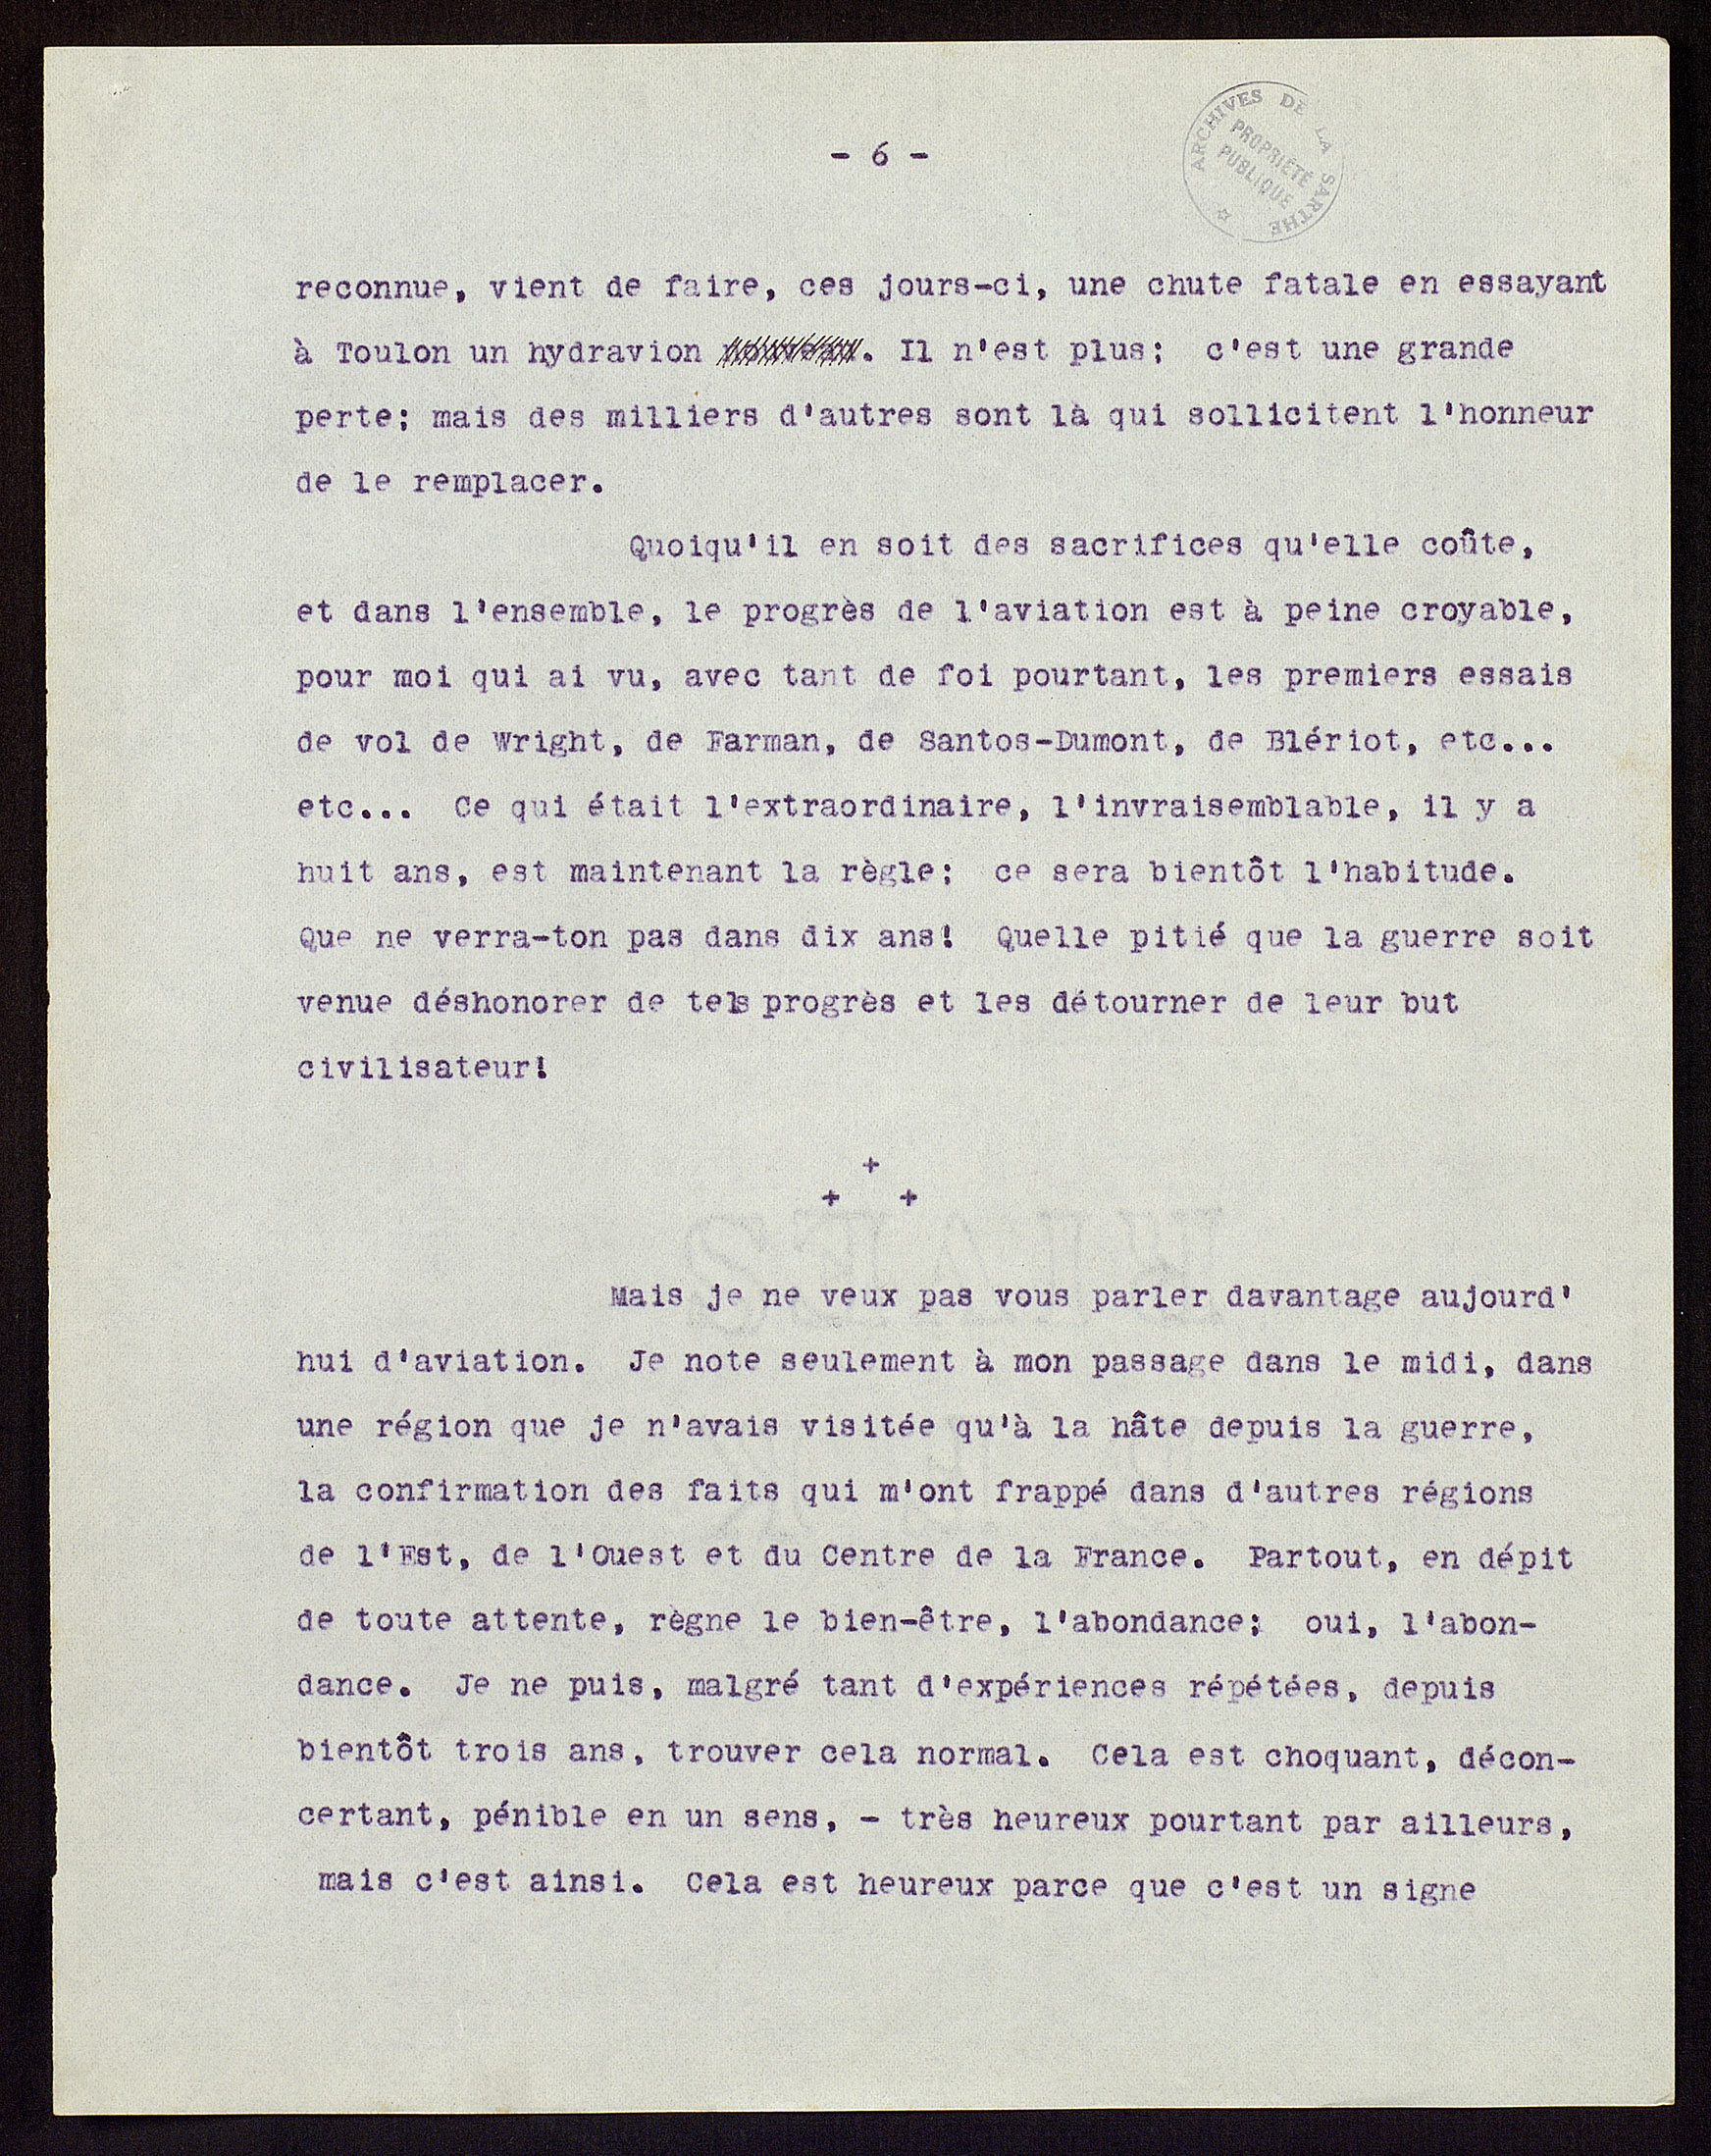 - 6 -
ARCHIVES DE LA SARTHE
PROPRIÉTÉ
PUBLIQUE
reconnue, vient de faire, ces jours-ci, une chute fatale en essayant
à Toulon un hydravion . Il n'est plus; c'est une grande
perte; mais des milliers d'autres sont là qui sollicitent l'honneur
de le remplacer.
Quoiqu'il en soit des sacrifices qu'elle coûte,
et dans l'ensemble, le progrès de l'aviation est à peine croyable,
pour moi qui ai vu, avec tant de foi pourtant, les premiers essais
de vol de Wright, de Farman, de Santos-Dumont, de Blériot, etc...
etc... Ce qui était l'extraordinaire, l'invraisemblable, il y a
huit ans, est maintenant la règle; ce sera bientôt l'habitude.
Que ne verra-ton pas dans dix ans! Quelle pitié que la guerre soit
venue déshonorer de tels progrès et les détourner de leur but
civilisateur!
+
+ +
Mais je ne veux pas vous parler davantage aujourd'
hui d'aviation. Je note seulement à mon passage dans le midi, dans
une région que je n'avais visitée qu'à la hâte depuis la guerre,
la confirmation des faits qui m'ont frappé dans d'autres régions
de l'Est, de l'Ouest et du Centre de la France. Partout, en dépit
de toute attente, règne le bien-être, l'abondance; oui, l'abon-
dance. Je ne puis, malgré tant d'expériences répétées, depuis
bientôt trois ans, trouver cela normal. Cela est choquant, décon-
certant, pénible en un sens, - très heureux pourtant par ailleurs,
mais c'est ainsi. Cela est heureux parce que c'est un signe